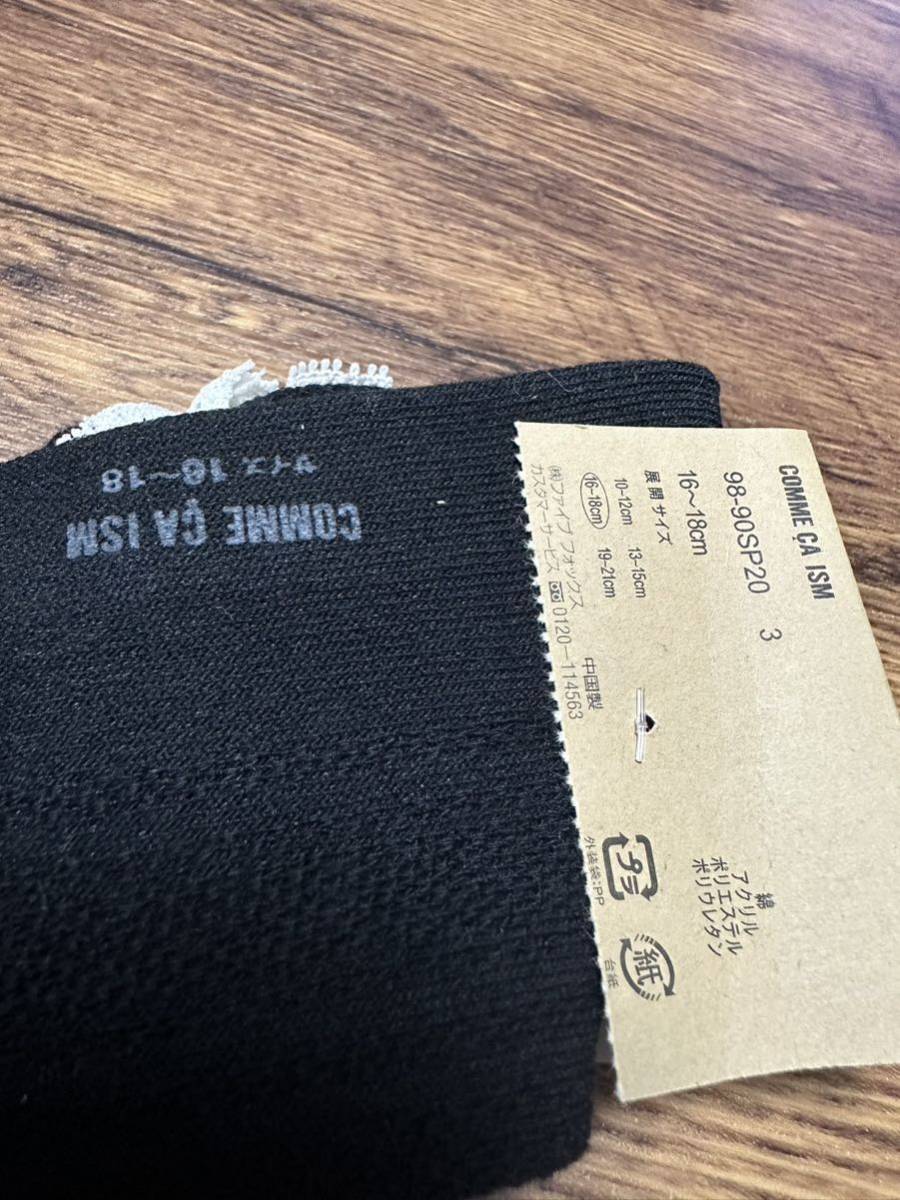 COMME ÇA ISM
98-90SP20 3
16~18cm
展開サイズ
10-12cm 13-15cm
16-18cm 19-21cm
㈱ファイブ フォックス 中国製
カスタマーサービス 0120-114563
綿
アクリル
ポリエステル
ポリウレタン
プラ
外装袋:PP
紙
台紙
COMME ÇA ISM
サイズ 16~18